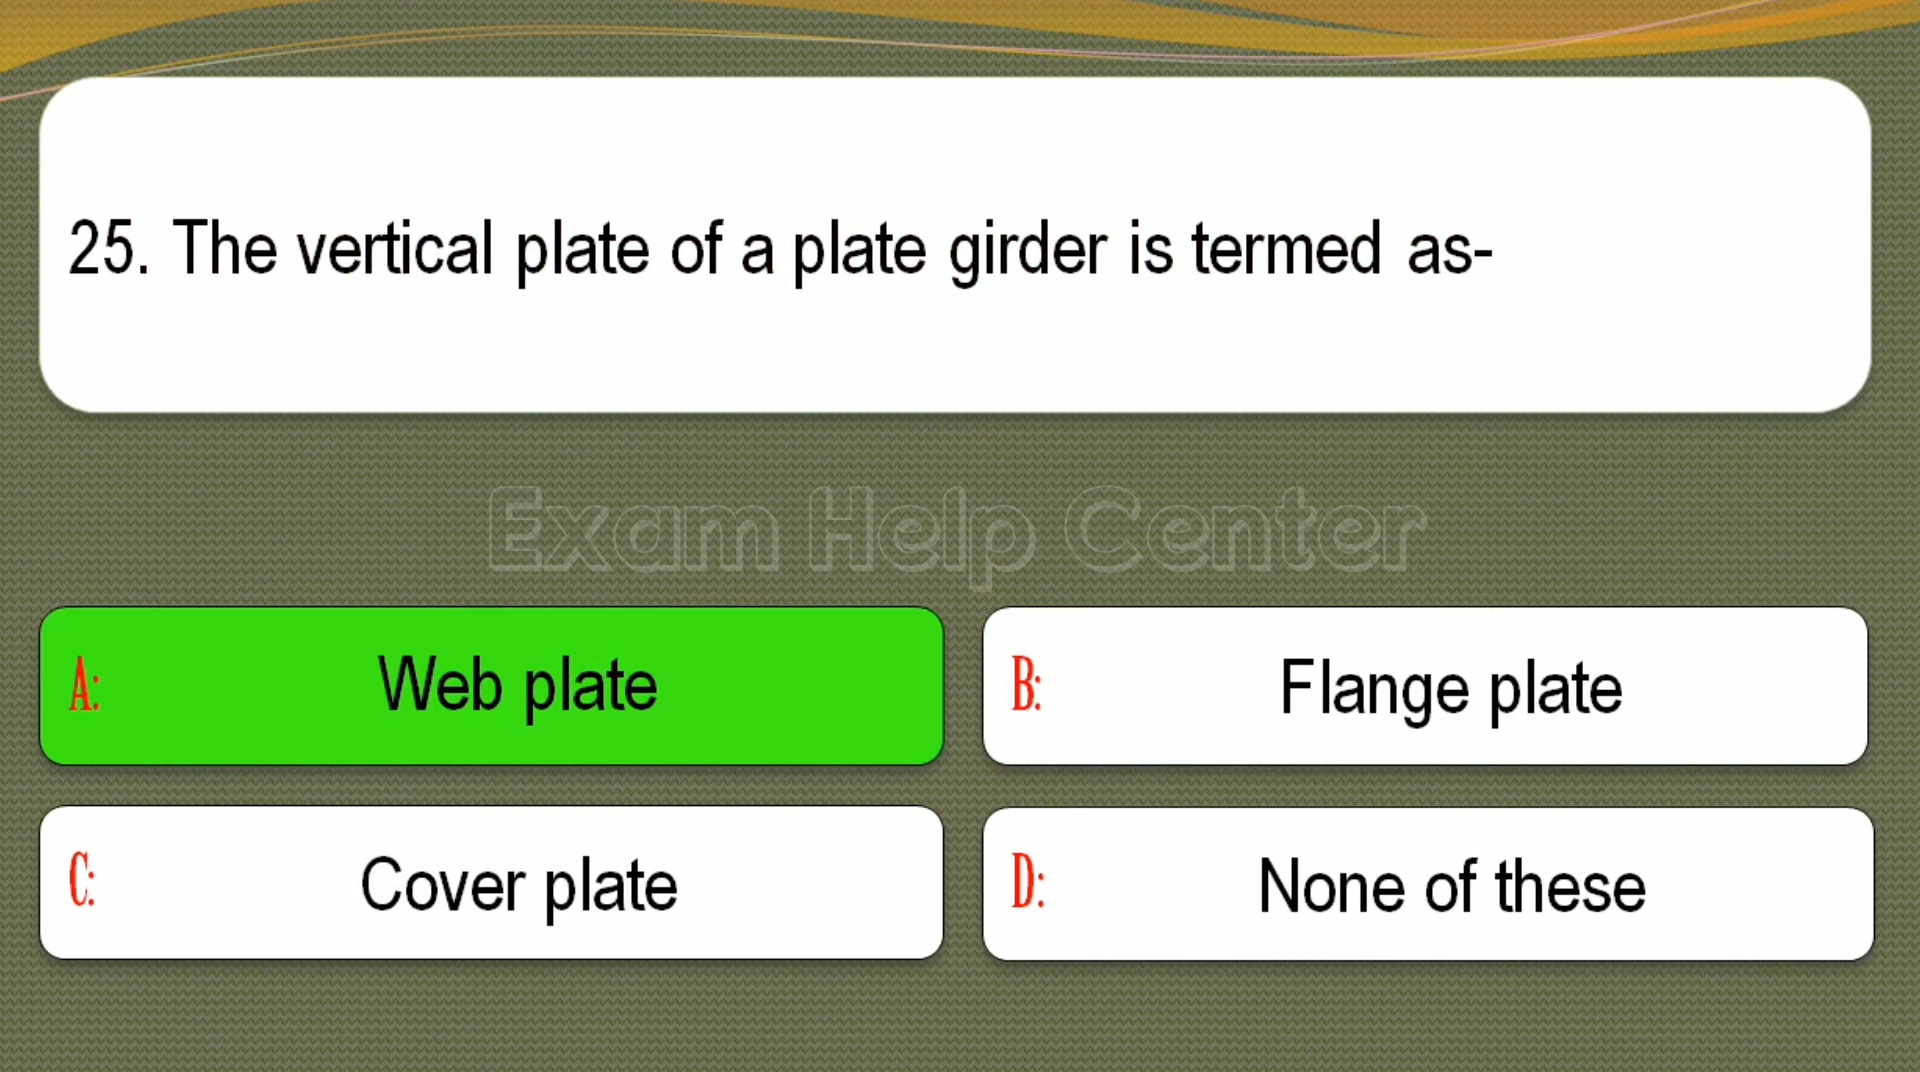 25. The vertical plate of a plate girder is termed as-
Exam Help Center
A: Web plate
B: Flange plate
C: Cover plate
D: None of these